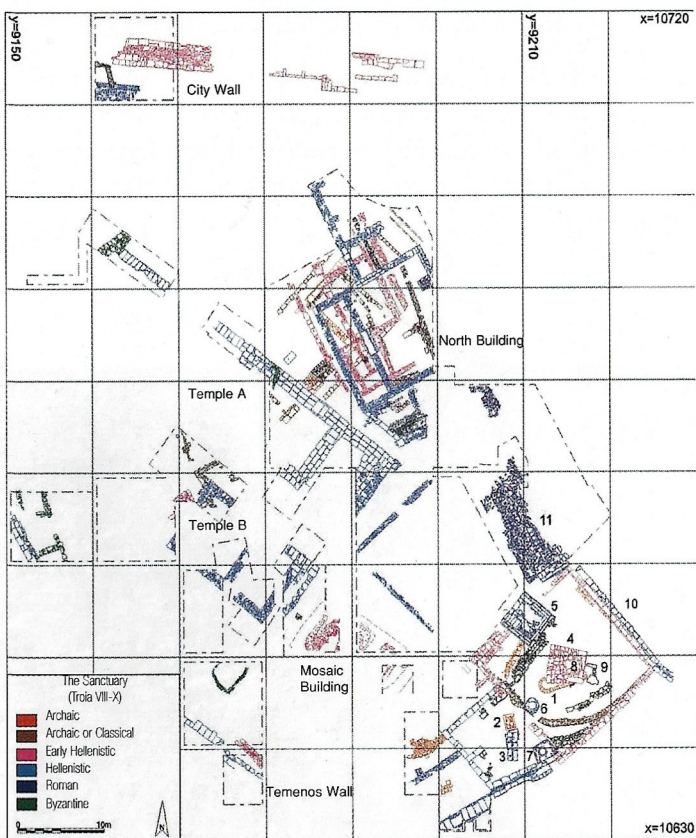 y=9150
y=9210
x=10720
City Wall
North Building
Temple A
Temple B
11
10
5
4
8
9
1
6
2
3
7
Mosaic
Building
The Sanctuary
(Troia VIII-X)
Archaic
Archaic or Classical
Early Hellenistic
Hellenistic
Roman
Byzantine
0
10m
Temenos Wall
x=10630